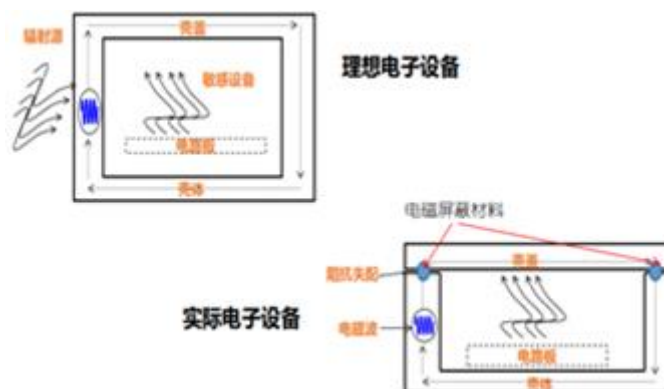 壳盖
辐射源
敏感设备
理想电子设备
电路板
壳体
电磁屏蔽材料
壳盖
阻抗失配
实际电子设备
电磁波
电路板
壳体